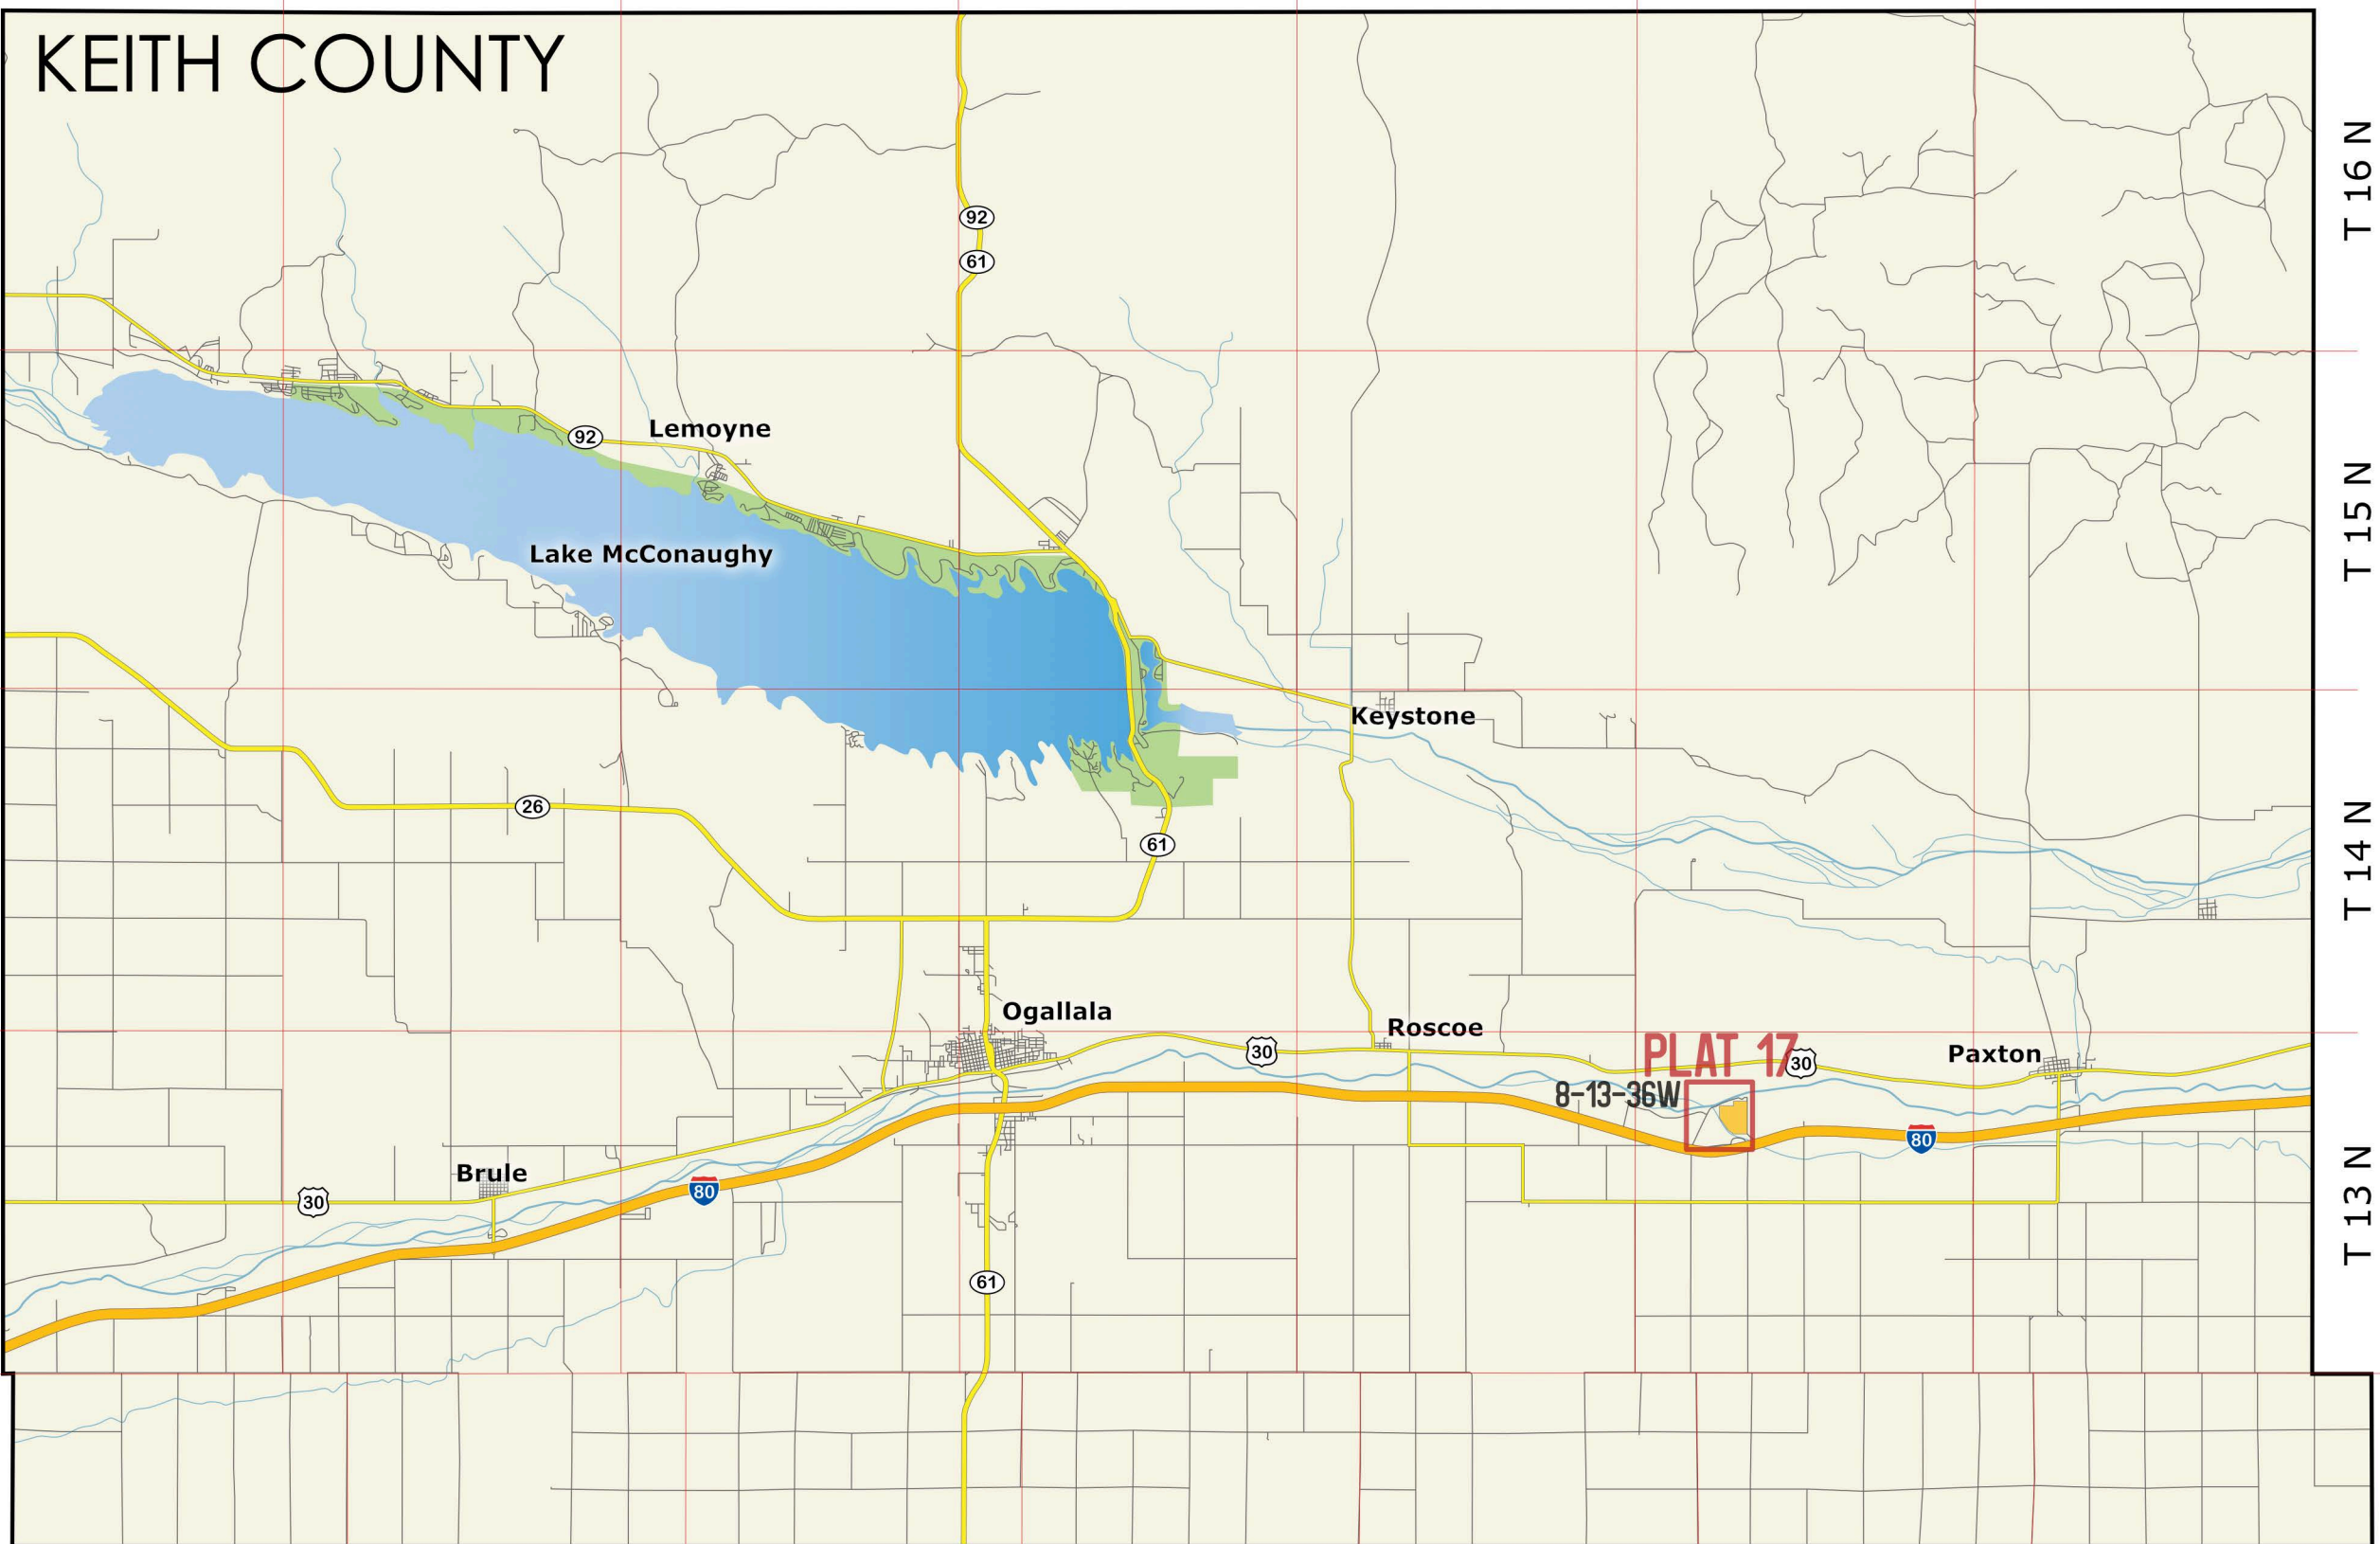 KEITH COUNTY
T 16 N
92
61
92
Lemoyne
T 15 N
Lake McConaughy
Keystone
26
61
T 14 N
Ogallala
Roscoe
30
PLAT 17
30
Paxton
8-13-36W
80
Brule
80
30
T 13 N
61